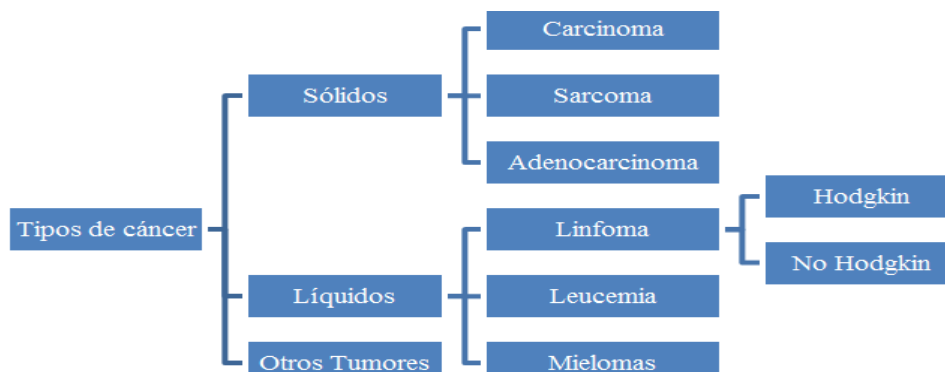 Tipos de cáncer
Sólidos
Carcinoma
Sarcoma
Adenocarcinoma
Líquidos
Linfoma
Hodgkin
No Hodgkin
Leucemia
Mielomas
Otros Tumores